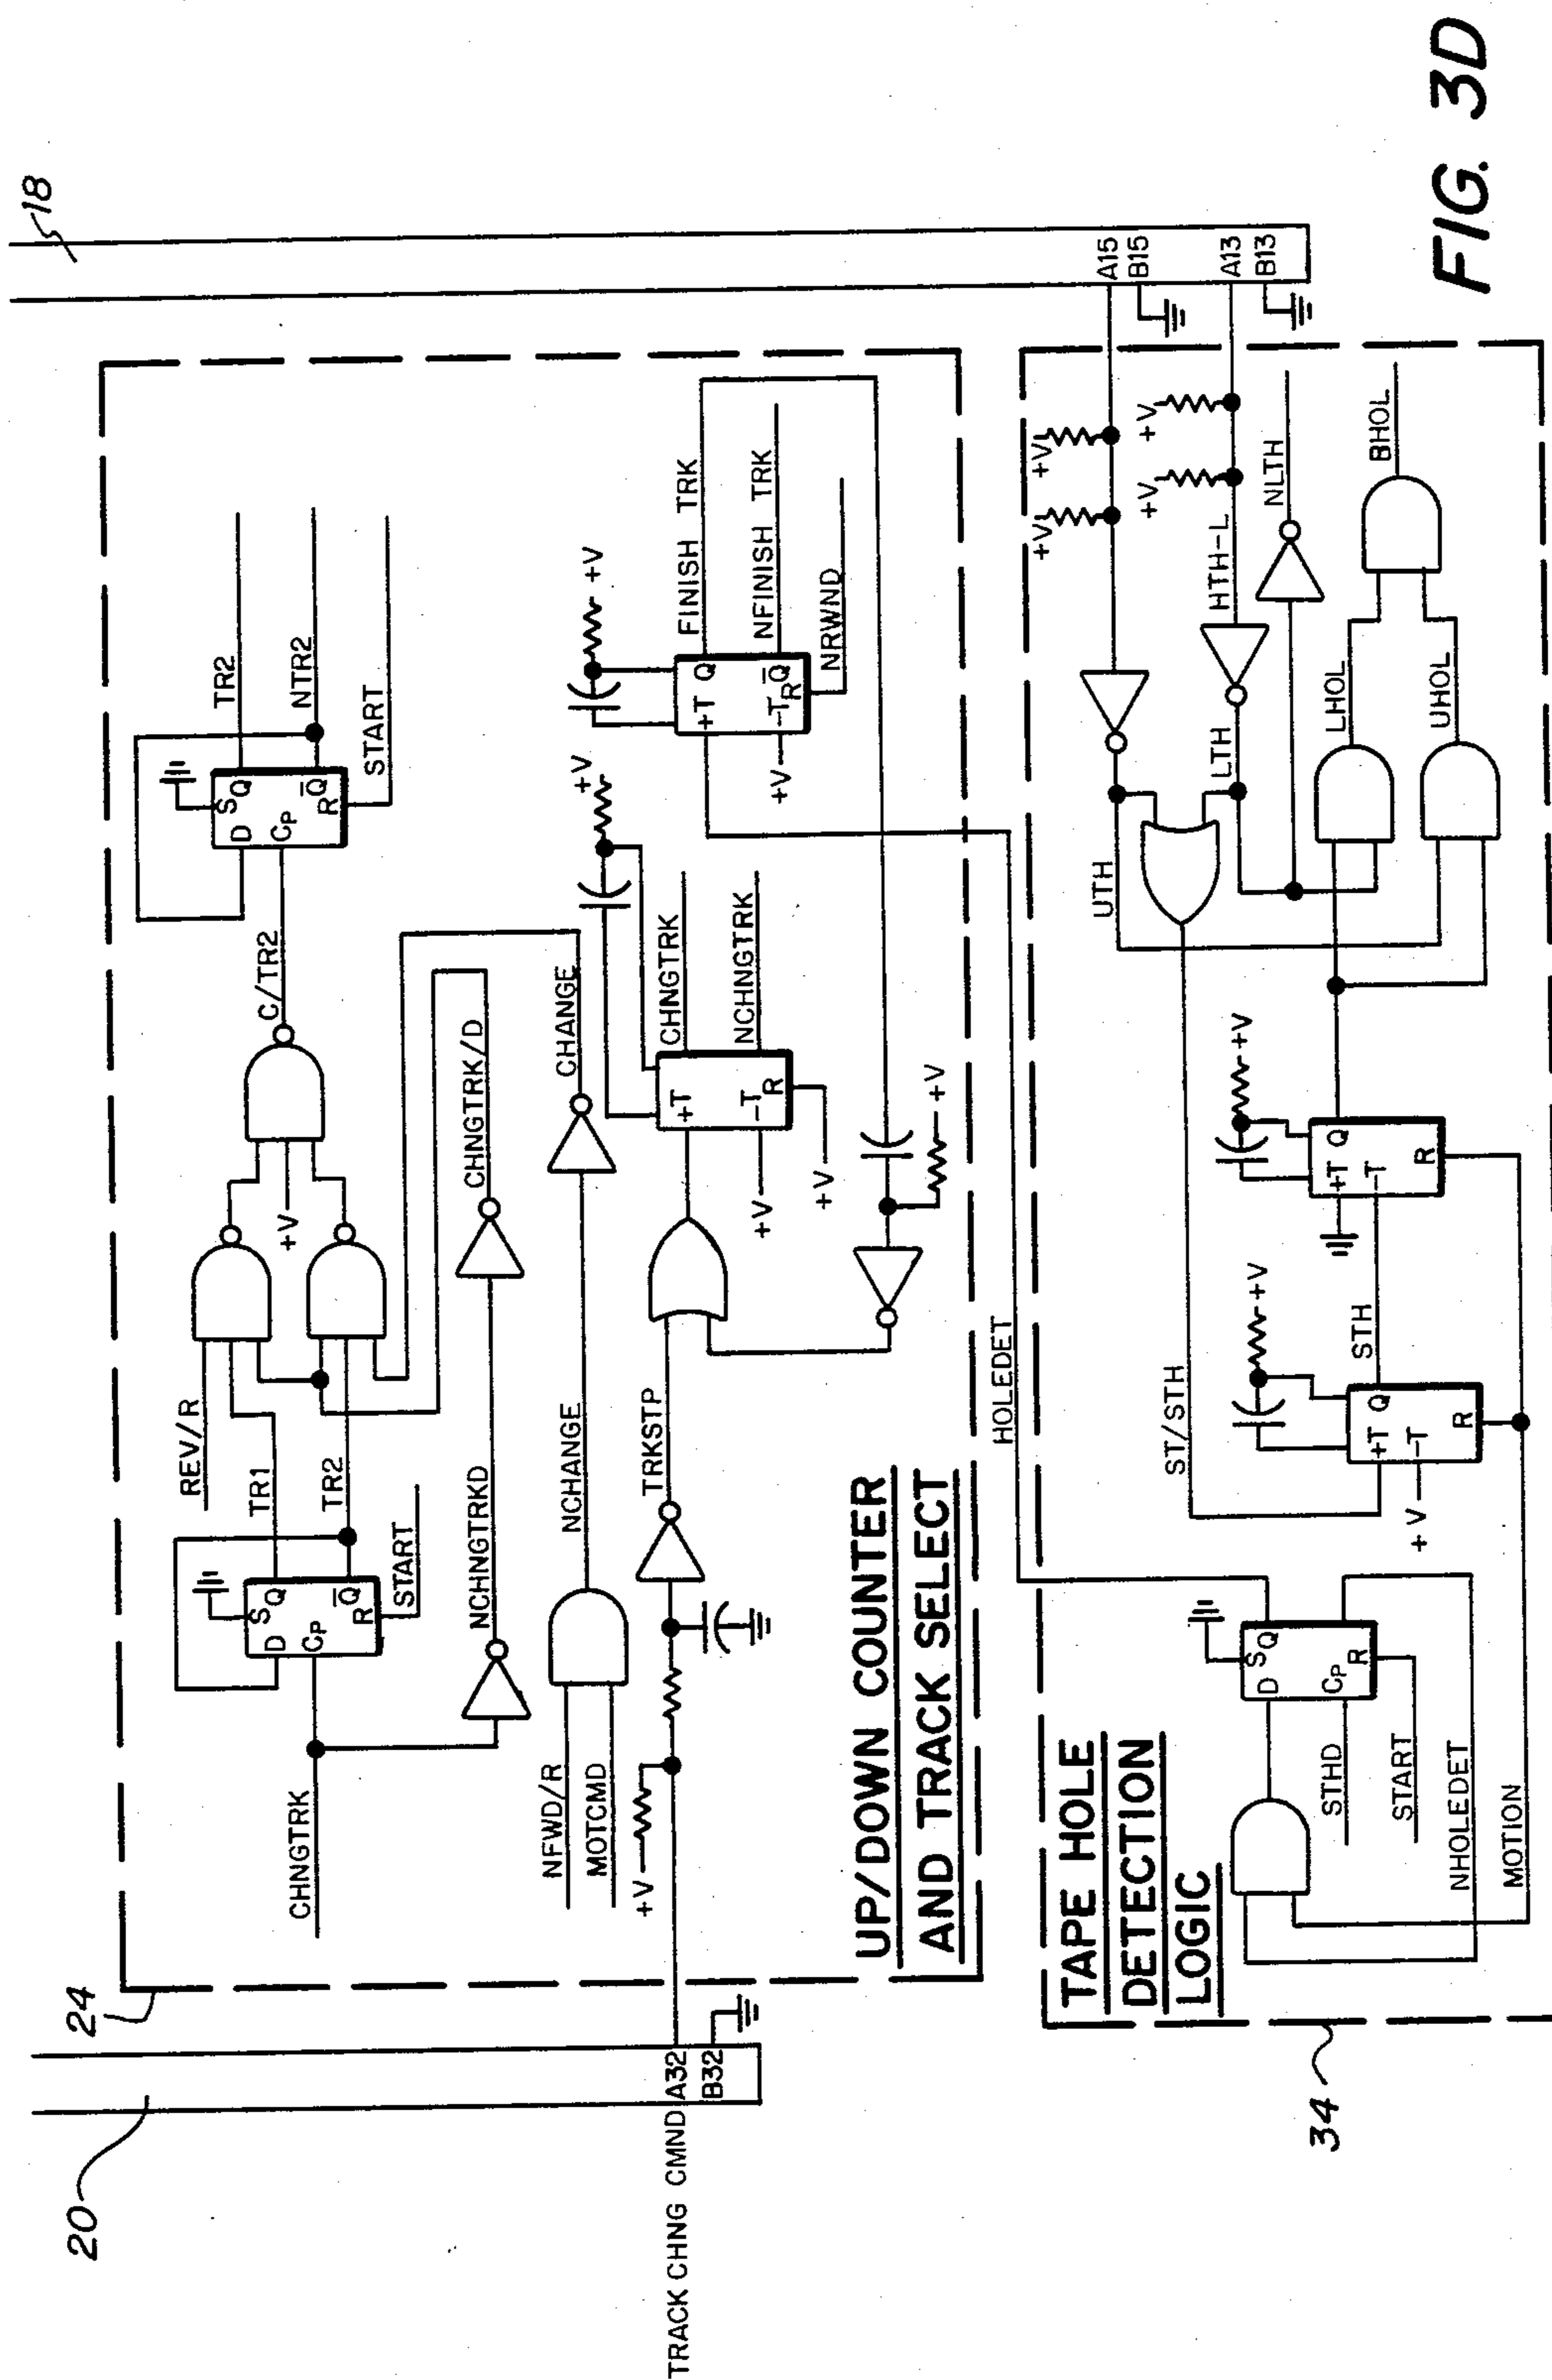 20
24
18
TRACK CHNG CMND
A32
B32
CHNGTRK
D
S
Q
CP
Q
R
START
REV/R
TR1
TR2
+V
C/TR2
D
S
Q
CP
Q
R
TR2
NTR2
START
NCHNGTRKD
CHNGTRK/D
NFWD/R
MOTCMD
NCHANGE
CHANGE
+V
TRKSTP
+T
-T
R
+V
+V
+V
CHNGTRK
NCHNGTRK
+V
+T
Q
-T
Q
R
+V
+V
FINISH TRK
NFINISH TRK
NRWND
UP/DOWN COUNTER
AND TRACK SELECT
HOLEDET
34
TAPE HOLE
DETECTION
LOGIC
D
S
Q
CP
R
STHD
START
NHOLEDET
MOTION
ST/STH
+T
Q
-T
R
+V
+V
STH
+T
Q
-T
R
+V
UTH
LTH
HTH-L
NLTH
+V
+V
+V
+V
LHOL
UHOL
BHOL
A15
B15
A13
B13
FIG. 3D